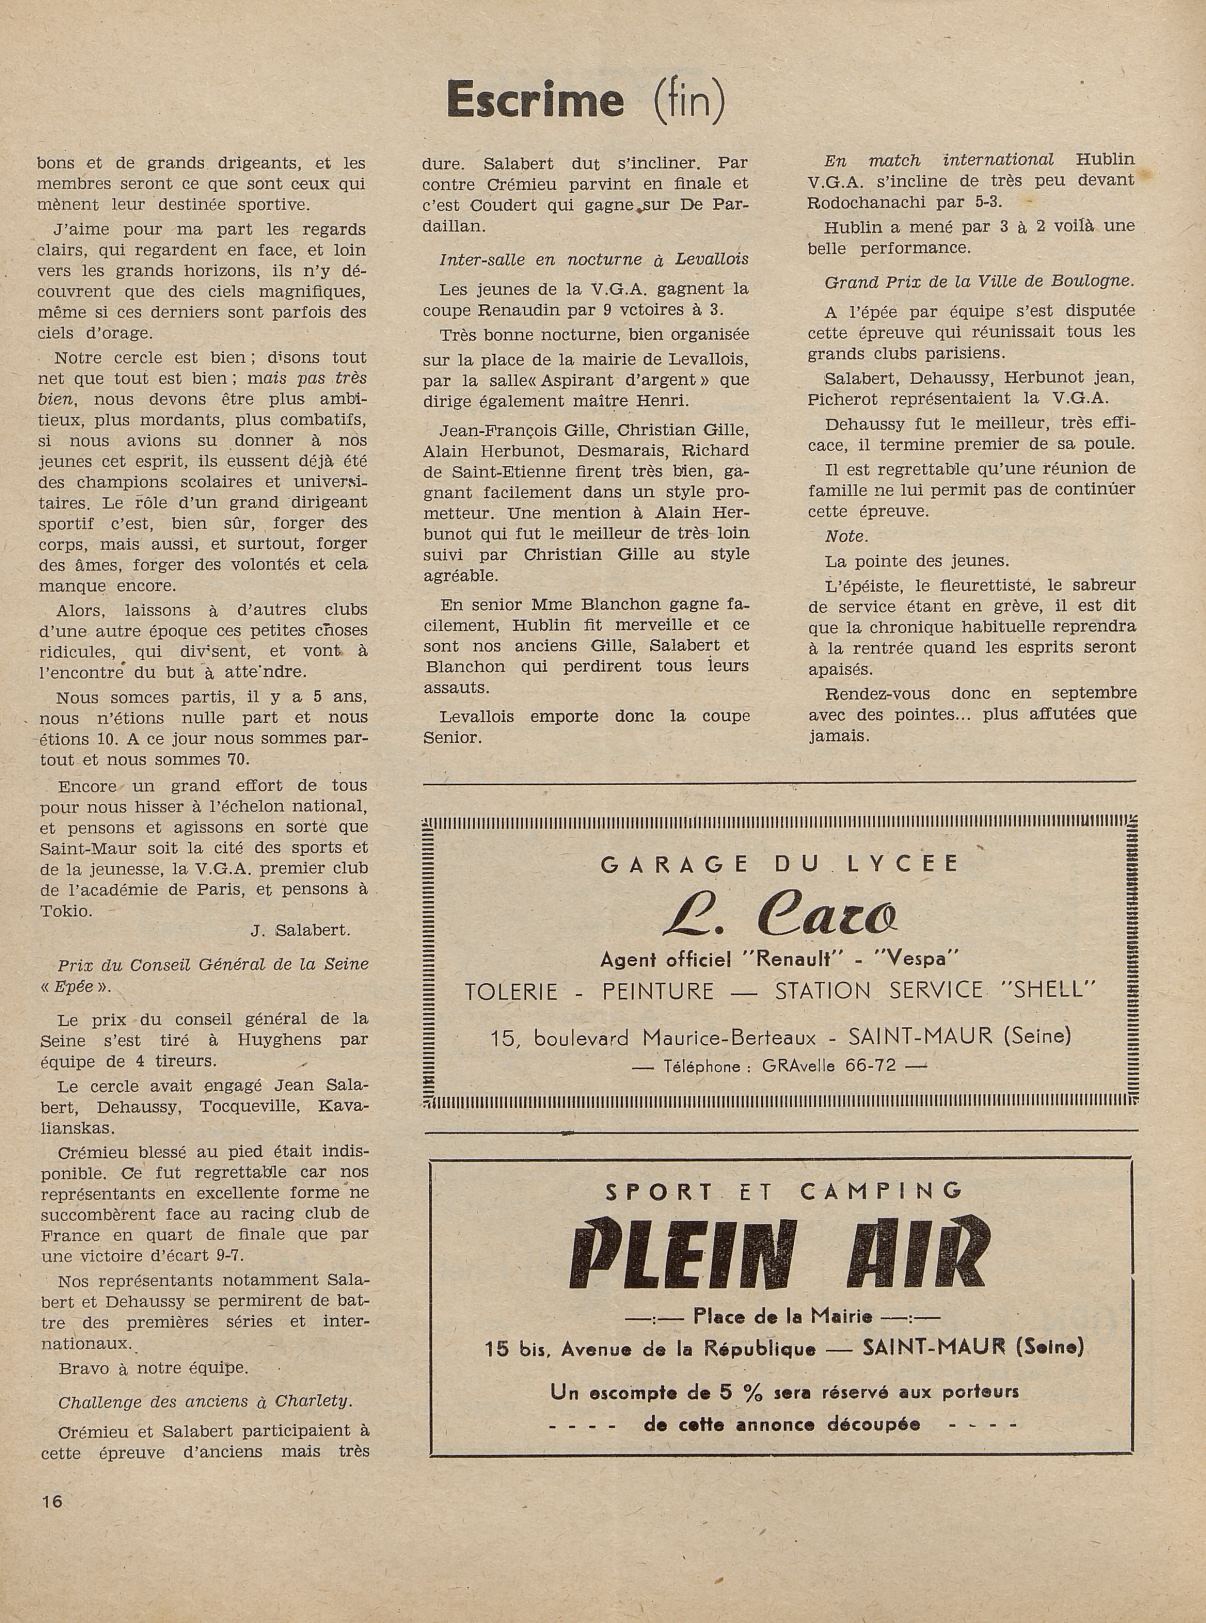 Escrime (fin)
bons et de grands drigeants, et les
membres seront ce que sont ceux qui
mènent leur destinée sportive.
J'aime pour ma part les regards
clairs, qui regardent en face, et loin
vers les grands horizons, ils n'y dé-
couvrent que des ciels magnifiques,
même si ces derniers sont parfois des
ciels d'orage.
Notre cercle est bien ; disons tout
net que tout est bien ; mais pas très
bien, nous devons être plus ambi-
tieux, plus mordants, plus combatifs,
si nous avions su donner à nos
jeunes cet esprit, ils eussent déjà été
des champions scolaires et universi-
taires. Le rôle d'un grand dirigeant
sportif c'est, bien sûr, forger des
corps, mais aussi, et surtout, forger
des âmes, forger des volontés et cela
manque encore.
Alors, laissons à d'autres clubs
d'une autre époque ces petites choses
ridicules, qui divisent, et vont à
l'encontre du but à atteindre.
Nous somces partis, il y a 5 ans,
nous n'étions nulle part et nous
étions 10. A ce jour nous sommes par-
tout et nous sommes 70.
Encore un grand effort de tous
pour nous hisser à l'échelon national,
et pensons et agissons en sorte que
Saint-Maur soit la cité des sports et
de la jeunesse, la V.G.A. premier club
de l'académie de Paris, et pensons à
Tokio.
J. Salabert.
Prix du Conseil Général de la Seine
« Epée ».
Le prix du conseil général de la
Seine s'est tiré à Huyghens par
équipe de 4 tireurs.
Le cercle avait engagé Jean Sala-
bert, Dehaussy, Tocqueville, Kava-
lianskas.
Crémieu blessé au pied était indis-
ponible. Ce fut regrettable car nos
représentants en excellente forme ne
succombèrent face au racing club de
France en quart de finale que par
une victoire d'écart 9-7.
Nos représentants notamment Sala-
bert et Dehaussy se permirent de bat-
tre des premières séries et inter-
nationaux.
Bravo à notre équipe.
Challenge des anciens à Charlety.
Crémieu et Salabert participaient à
cette épreuve d'anciens mais très
dure. Salabert dut s'incliner. Par
contre Crémieu parvint en finale et
c'est Coudert qui gagne sur De Par-
daillan.
Inter-salle en nocturne à Levallois
Les jeunes de la V.G.A. gagnent la
coupe Renaudin par 9 vctoires à 3.
Très bonne nocturne, bien organisée
sur la place de la mairie de Levallois,
par la salle « Aspirant d'argent » que
dirige également maître Henri.
Jean-François Gille, Christian Gille,
Alain Herbunot, Desmarais, Richard
de Saint-Etienne firent très bien, ga-
gnant facilement dans un style pro-
metteur. Une mention à Alain Her-
bunot qui fut le meilleur de très loin
suivi par Christian Gille au style
agréable.
En senior Mme Blanchon gagne fa-
cilement, Hublin fit merveille et ce
sont nos anciens Gille, Salabert et
Blanchon qui perdirent tous leurs
assauts.
Levallois emporte donc la coupe
Senior.
En match international Hublin
V.G.A. s'incline de très peu devant
Rodochanachi par 5-3.
Hublin a mené par 3 à 2 voilà une
belle performance.
Grand Prix de la Ville de Boulogne.
A l'épée par équipe s'est disputée
cette épreuve qui réunissait tous les
grands clubs parisiens.
Salabert, Dehaussy, Herbunot jean,
Picherot représentaient la V.G.A.
Dehaussy fut le meilleur, très effi-
cace, il termine premier de sa poule.
Il est regrettable qu'une réunion de
famille ne lui permit pas de continuer
cette épreuve.
Note.
La pointe des jeunes.
L'épéiste, le fleurettiste, le sabreur
de service étant en grève, il est dit
que la chronique habituelle reprendra
à la rentrée quand les esprits seront
apaisés.
Rendez-vous donc en septembre
avec des pointes... plus affutées que
jamais.
GARAGE DU LYCEE
L. Caro
Agent officiel "Renault" - "Vespa"
TOLERIE - PEINTURE — STATION SERVICE "SHELL"
15, boulevard Maurice-Berteaux - SAINT-MAUR (Seine)
— Téléphone : GRAvelle 66-72 —
SPORT ET CAMPING
PLEIN AIR
—:— Place de la Mairie —:—
15 bis, Avenue de la République — SAINT-MAUR (Seine)
Un escompte de 5 % sera réservé aux porteurs
- - - - de cette annonce découpée - - - -
16